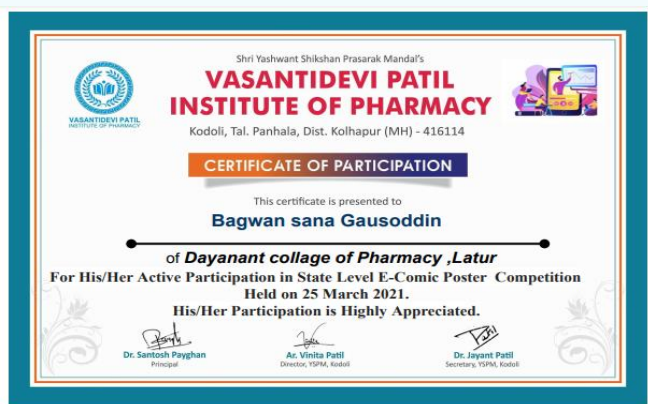 Shri Yashwant Shikshan Prasarak Mandal's
VASANTIDEVI PATIL
INSTITUTE OF PHARMACY
VASANTIDEVI PATIL
INSTITUTE OF PHARMACY
Kodoli, Tal. Panhala, Dist. Kolhapur (MH) - 416114
CERTIFICATE OF PARTICIPATION
This certificate is presented to
Bagwan sana Gausoddin
of Dayanant collage of Pharmacy ,Latur
For His/Her Active Participation in State Level E-Comic Poster Competition
Held on 25 March 2021.
His/Her Participation is Highly Appreciated.
Dr. Santosh Payghan
Principal
Ar. Vinita Patil
Director, YSPM, Kodoli
Dr. Jayant Patil
Secretary, YSPM, Kodoli